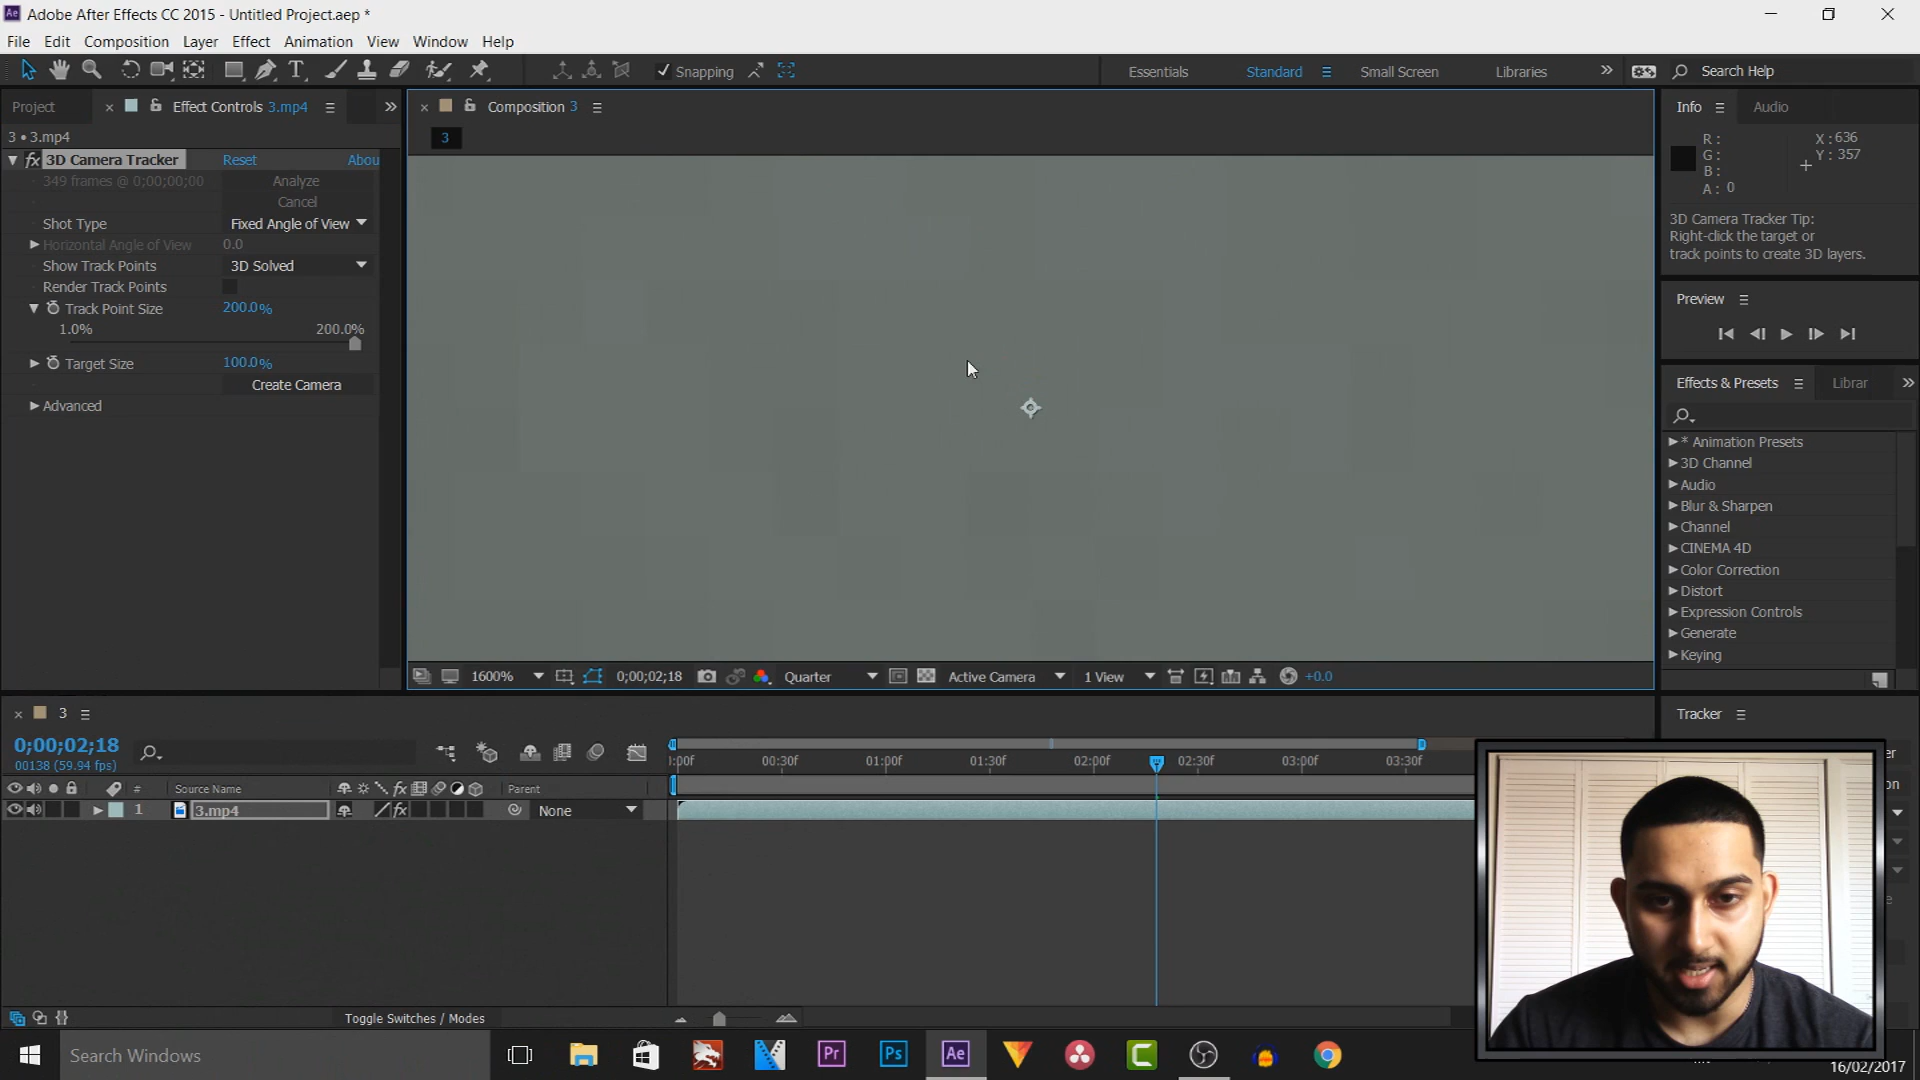 Adobe After Effects CC 2015 - Untitled Project.aep *
File Edit Composition Layer Effect Animation View Window Help
Snapping
Essentials Standard Small Screen Libraries Search Help
Project Effect Controls 3.mp4
3 • 3.mp4
fx 3D Camera Tracker Reset Abou
349 frames @ 0;00;00;00 Analyze
Cancel
Shot Type Fixed Angle of View
Horizontal Angle of View 0.0
Show Track Points 3D Solved
Render Track Points
Track Point Size 200.0%
1.0% 200.0%
Target Size 100.0%
Create Camera
Advanced
Composition 3
3
1600% 0;00;02;18 Quarter Active Camera 1 View +0.0
Info Audio
R : X : 636
G : Y : 357
B :
A : 0
3D Camera Tracker Tip:
Right-click the target or
track points to create 3D layers.
Preview
Effects & Presets Librar
* Animation Presets
3D Channel
Audio
Blur & Sharpen
Channel
CINEMA 4D
Color Correction
Distort
Expression Controls
Generate
Keying
Tracker
3
0;00;02;18
00138 (59.94 fps)
:00f 00:30f 01:00f 01:30f 02:00f 02:30f 03:00f 03:30f
# Source Name fx Parent
1 3.mp4 fx None
Toggle Switches / Modes
Search Windows
Pr Ps Ae
16/02/2017